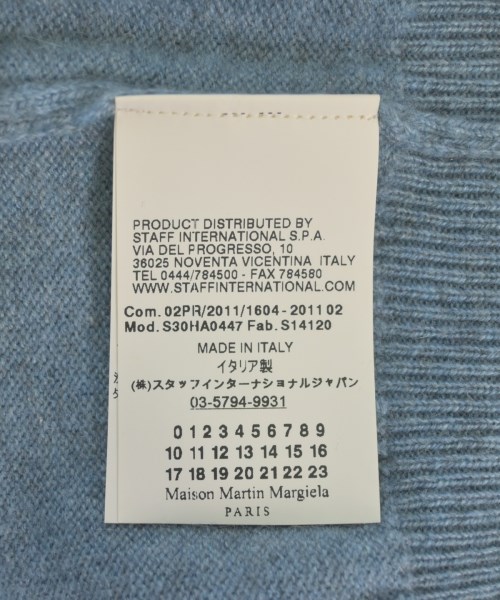 PRODUCT DISTRIBUTED BY
STAFF INTERNATIONAL S.P.A.
VIA DEL PROGRESSO, 10
36025 NOVENTA VICENTINA ITALY
TEL 0444/784500 - FAX 784580
WWW.STAFFINTERNATIONAL.COM
Com. 02PR/2011/1604 - 2011 02
Mod. S30HA0447 Fab. S14120
MADE IN ITALY
イタリア製
(株)スタッフインターナショナルジャパン
03-5794-9931
0 1 2 3 4 5 6 7 8 9
10 11 12 13 14 15 16
17 18 19 20 21 22 23
Maison Martin Margiela
PARIS